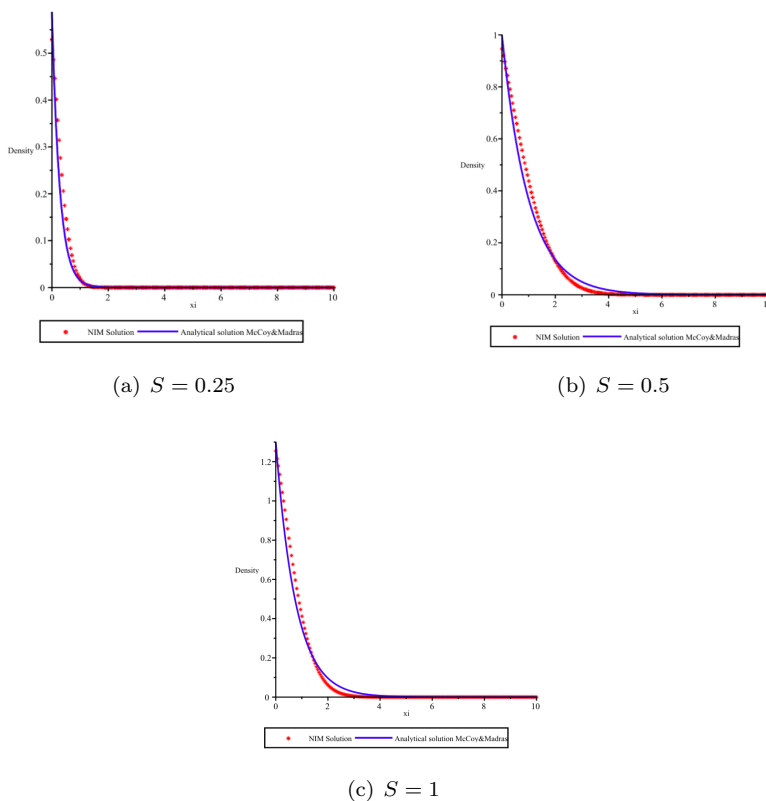 0.5
0.4
0.3
Density
0.2
0.1
0
0 2 4 6 8 10
xi
NIM Solution Analytical solution McCoy&Madras
(a) S = 0.25
1
0.8
0.6
Density
0.4
0.2
0
0 2 4 6 8 10
xi
NIM Solution Analytical solution McCoy&Madras
(b) S = 0.5
1.2
1
0.8
Density
0.6
0.4
0.2
0
0 2 4 6 8 10
xi
NIM Solution Analytical solution McCoy&Madras
(c) S = 1